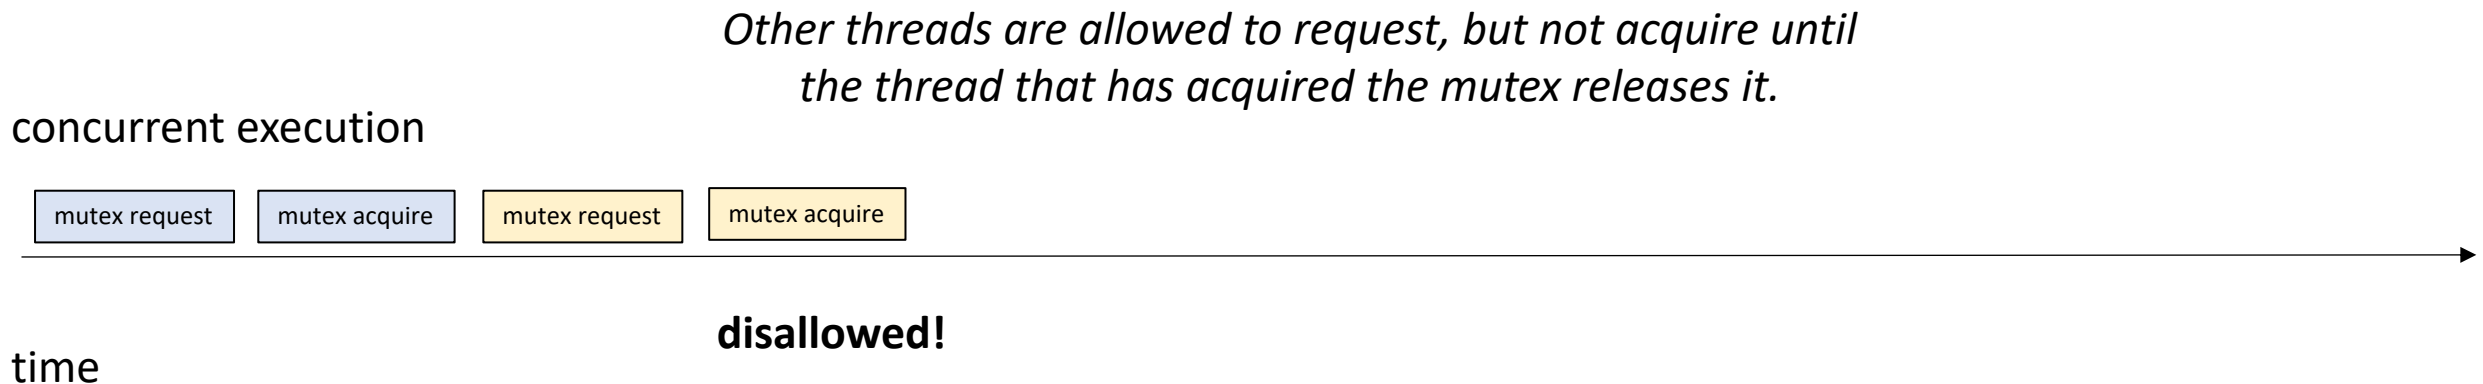 Other threads are allowed to request, but not acquire until
the thread that has acquired the mutex releases it.
concurrent execution
mutex request
mutex acquire
mutex request
mutex acquire
disallowed!
time